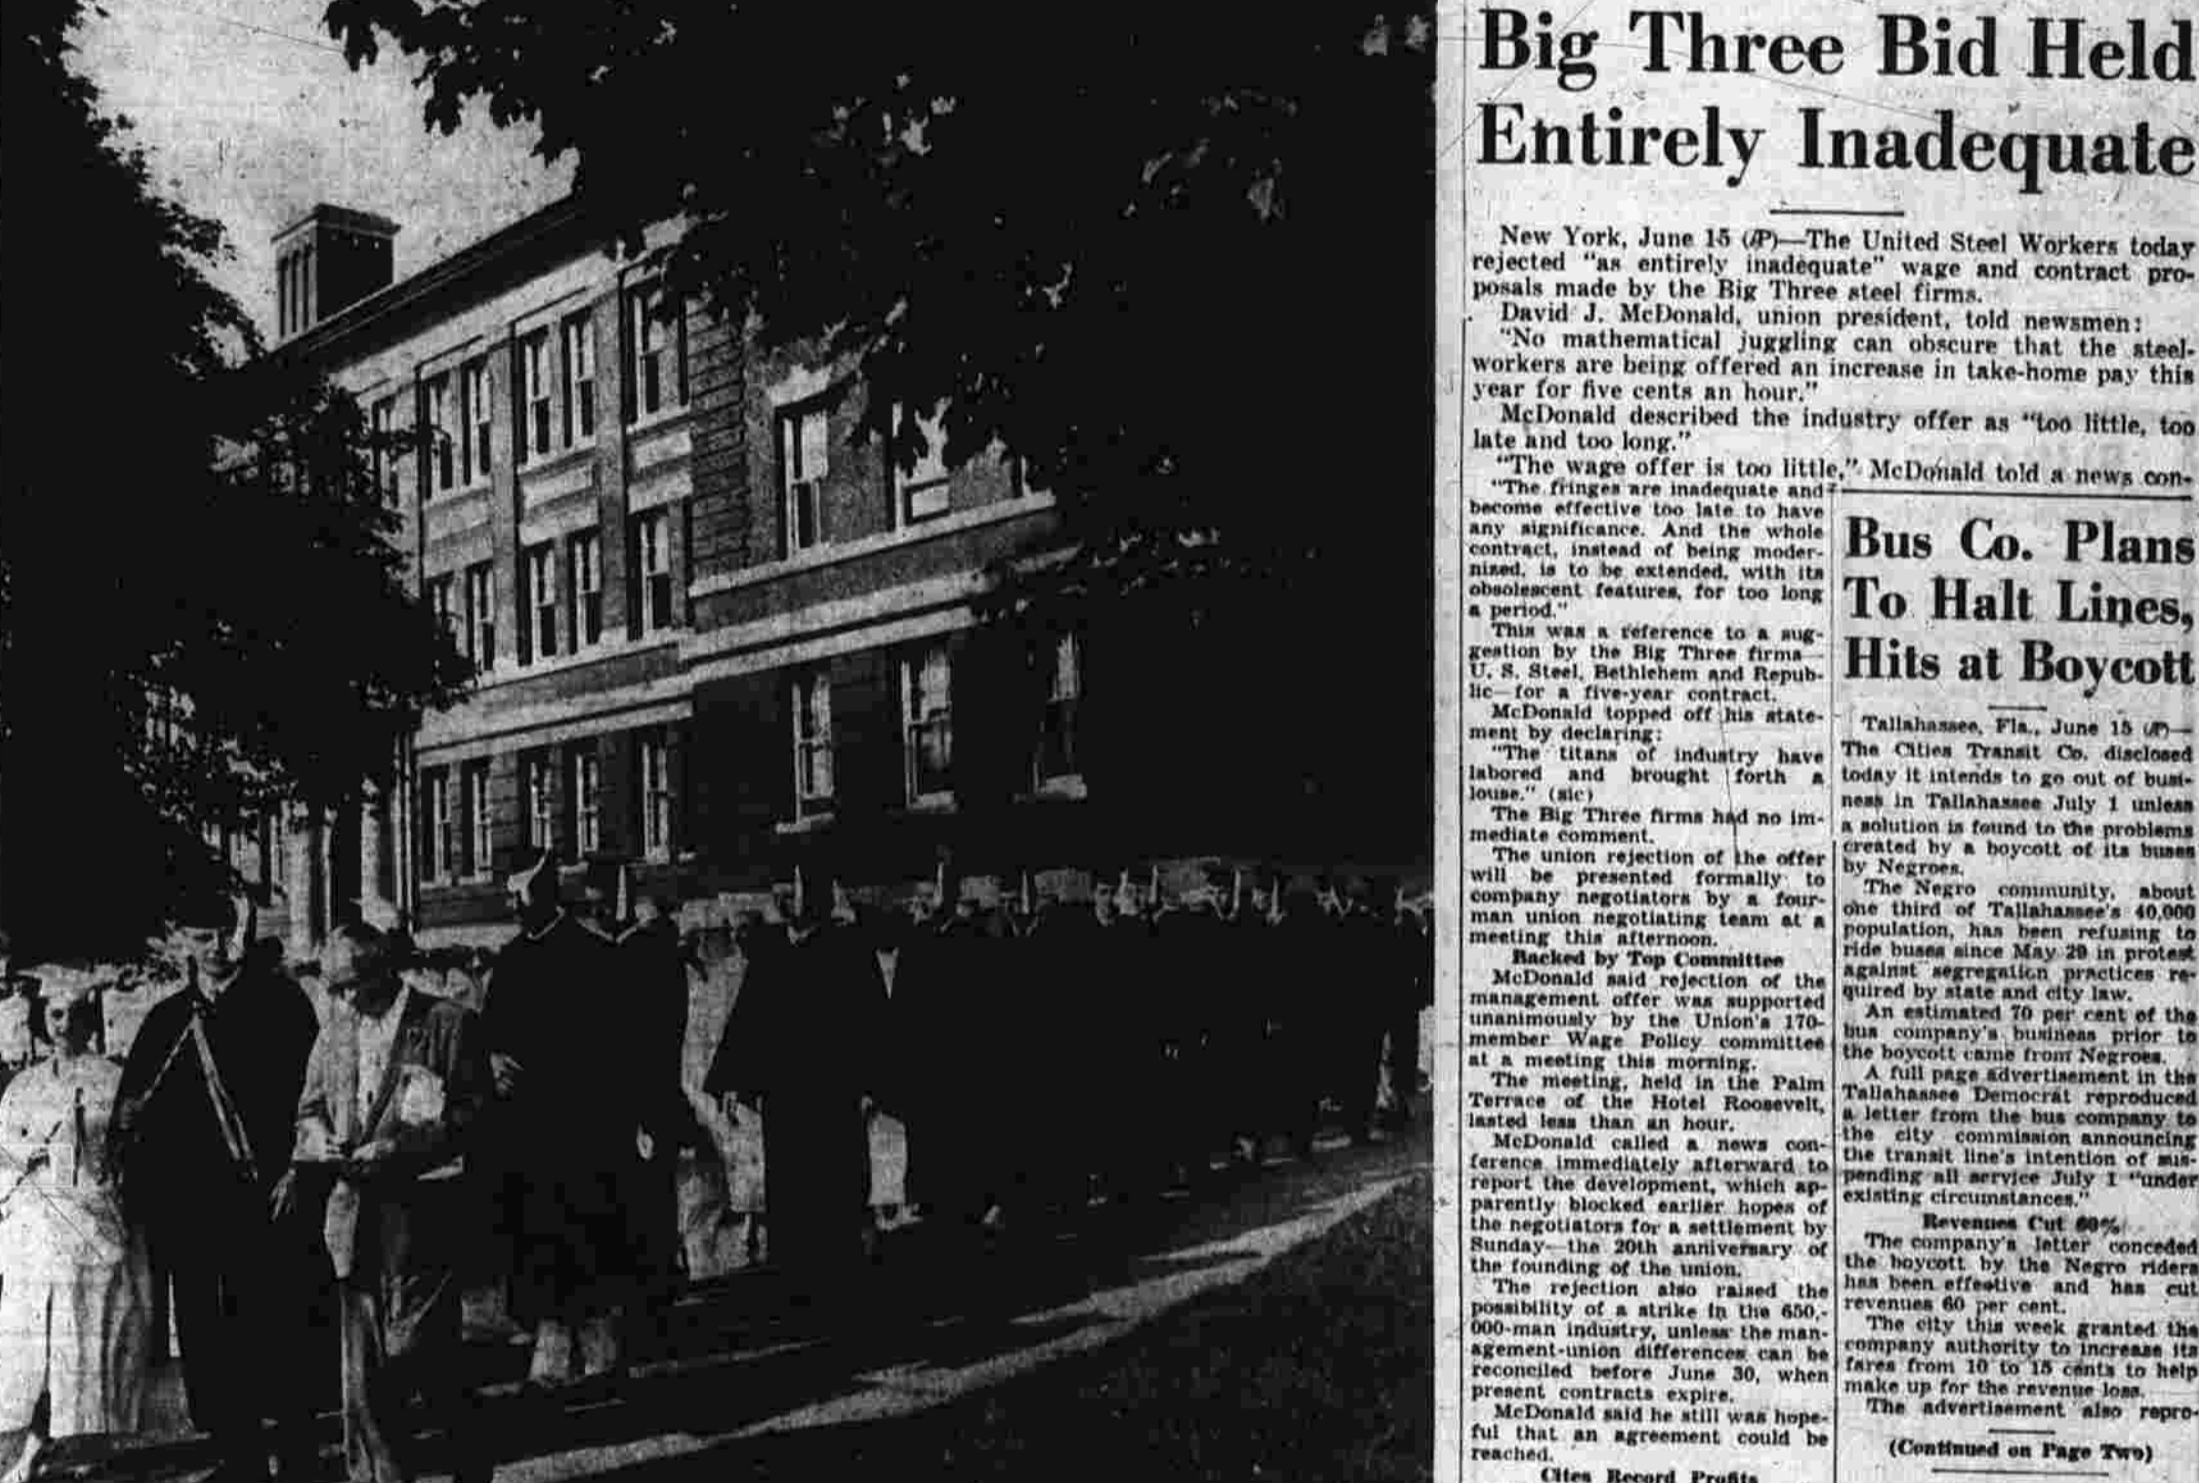 Big Three Bid Held
Entirely Inadequate
New York, June 15 (AP)—The United Steel Workers today
rejected "as entirely inadequate" wage and contract pro-
posals made by the Big Three steel firms.
David J. McDonald, union president, told newsmen:
"No mathematical juggling can obscure that the steel-
workers are being offered an increase in take-home pay this
year for five cents an hour."
McDonald described the industry offer as "too little, too
late and too long."
"The wage offer is too little," McDonald told a news con-
"The fringes are inadequate and
become effective too late to have
any significance. And the whole
contract, instead of being moder-
nized, is to be extended, with its
obsolescent features, for too long
a period."
This was a reference to a sug-
gestion by the Big Three firms—
U. S. Steel, Bethlehem and Repub-
lic—for a five-year contract.
McDonald topped off his state-
ment by declaring:
"The titans of industry have
labored and brought forth a
louse." (sic)
The Big Three firms had no im-
mediate comment.
The union rejection of the offer
will be presented formally to
company negotiators by a four-
man union negotiating team at a
meeting this afternoon.
Backed by Top Committee
McDonald said rejection of the
management offer was supported
unanimously by the Union's 170-
member Wage Policy committee
at a meeting this morning.
The meeting, held in the Palm
Terrace of the Hotel Roosevelt,
lasted less than an hour.
McDonald called a news con-
ference immediately afterward to
report the development, which ap-
parently blocked earlier hopes of
the negotiators for a settlement by
Sunday—the 20th anniversary of
the founding of the union.
The rejection also raised the
possibility of a strike in the 650,-
000-man industry, unless the man-
agement-union differences can be
reconciled before June 30, when
present contracts expire.
McDonald said he still was hope-
ful that an agreement could be
reached.
Cites Record Profits
Bus Co. Plans
To Halt Lines,
Hits at Boycott
Tallahassee, Fla., June 15 (AP)—
The Cities Transit Co. disclosed
today it intends to go out of busi-
ness in Tallahassee July 1 unless
a solution is found to the problems
created by a boycott of its buses
by Negroes.
The Negro community, about
one third of Tallahassee's 40,000
population, has been refusing to
ride buses since May 29 in protest
against segregation practices re-
quired by state and city law.
An estimated 70 per cent of the
bus company's business prior to
the boycott came from Negroes.
A full page advertisement in the
Tallahassee Democrat reproduced
a letter from the bus company to
the city commission announcing
the transit line's intention of sus-
pending all service July 1 "under
existing circumstances."
Revenues Cut 60%
The company's letter conceded
the boycott by the Negro riders
has been effective and has cut
revenues 60 per cent.
The city this week granted the
company authority to increase its
fares from 10 to 15 cents to help
make up for the revenue loss.
The advertisement also repro-
(Continued on Page Two)